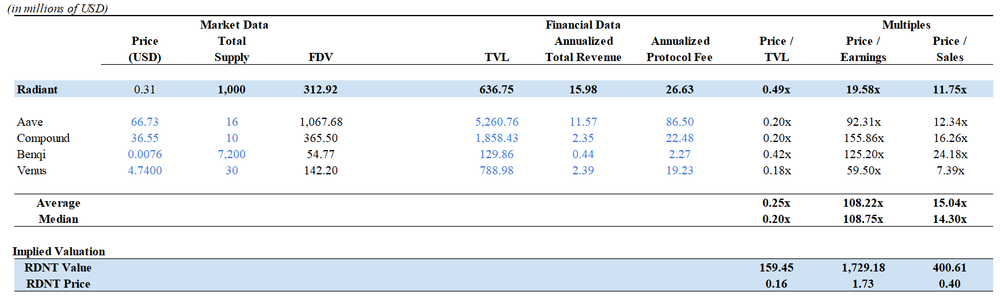 (in millions of USD)
Market Data Financial Data Multiples
Price Total Annualized Annualized Price / Price / Price /
(USD) Supply FDV TVL Total Revenue Protocol Fee TVL Earnings Sales
Radiant 0.31 1,000 312.92 636.75 15.98 26.63 0.49x 19.58x 11.75x
Aave 66.73 16 1,067.68 5,260.76 11.57 86.50 0.20x 92.31x 12.34x
Compound 36.55 10 365.50 1,858.43 2.35 22.48 0.20x 155.86x 16.26x
Benqi 0.0076 7,200 54.77 129.86 0.44 2.27 0.42x 125.20x 24.18x
Venus 4.7400 30 142.20 788.98 2.39 19.23 0.18x 59.50x 7.39x
Average 0.25x 108.22x 15.04x
Median 0.20x 108.75x 14.30x
Implied Valuation
RDNT Value 159.45 1,729.18 400.61
RDNT Price 0.16 1.73 0.40